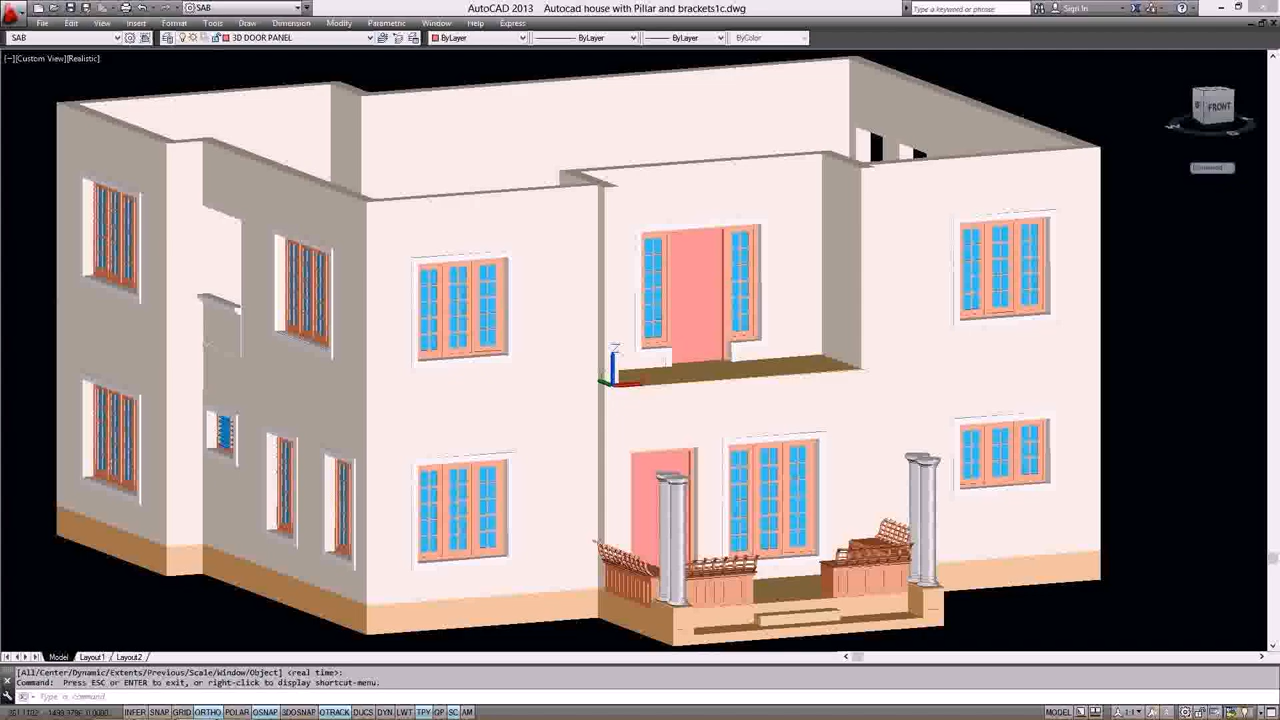 SAB
AutoCAD 2013 Autocad house with Pillar and brackets1c.dwg
Type a keyword or phrase
Sign In
File Edit View Insert Format Tools Draw Dimension Modify Parametric Window Help Express
SAB
3D DOOR PANEL
ByLayer
ByLayer
ByLayer
ByColor
[−][Custom View][Realistic]
FRONT
Z
Model Layout1 Layout2
[All/Center/Dynamic/Extents/Previous/Scale/Window/Object] <real time>:
Command: Press ESC or ENTER to exit, or right-click to display shortcut-menu.
Type a command
INFER SNAP GRID ORTHO POLAR OSNAP 3DOSNAP OTRACK DUCS DYN LWT TPY QP SC AM
MODEL
1:1